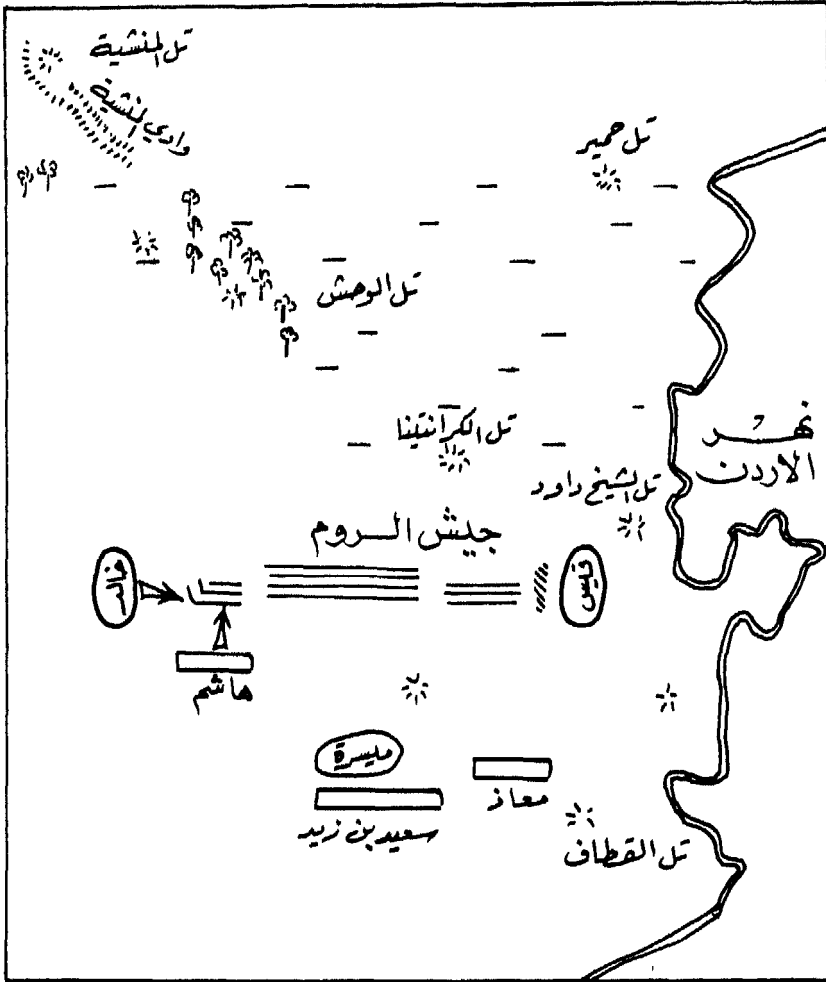 تل المنشية
وادي المنشية
تل حمير
تل الوحش
تل الكرانتينا
نهر
الاردن
تل الشيخ داود
جيش الروم
خالد
قيس
هاشم
ميسرة
معاذ
سعيد بن زيد
تل القطاف